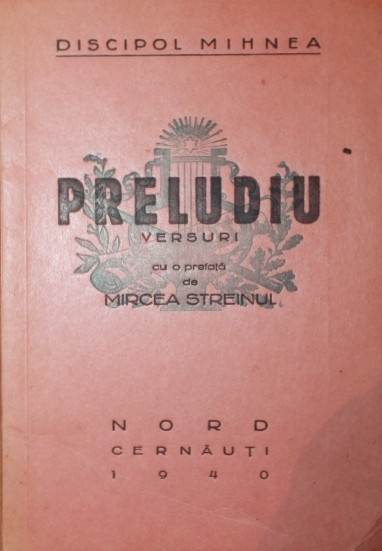 DISCIPOL MIHNEA
PRELUDIU
VERSURI
cu o prefață
de
MIRCEA STREINUL
NORD
CERNĂUȚI
1940